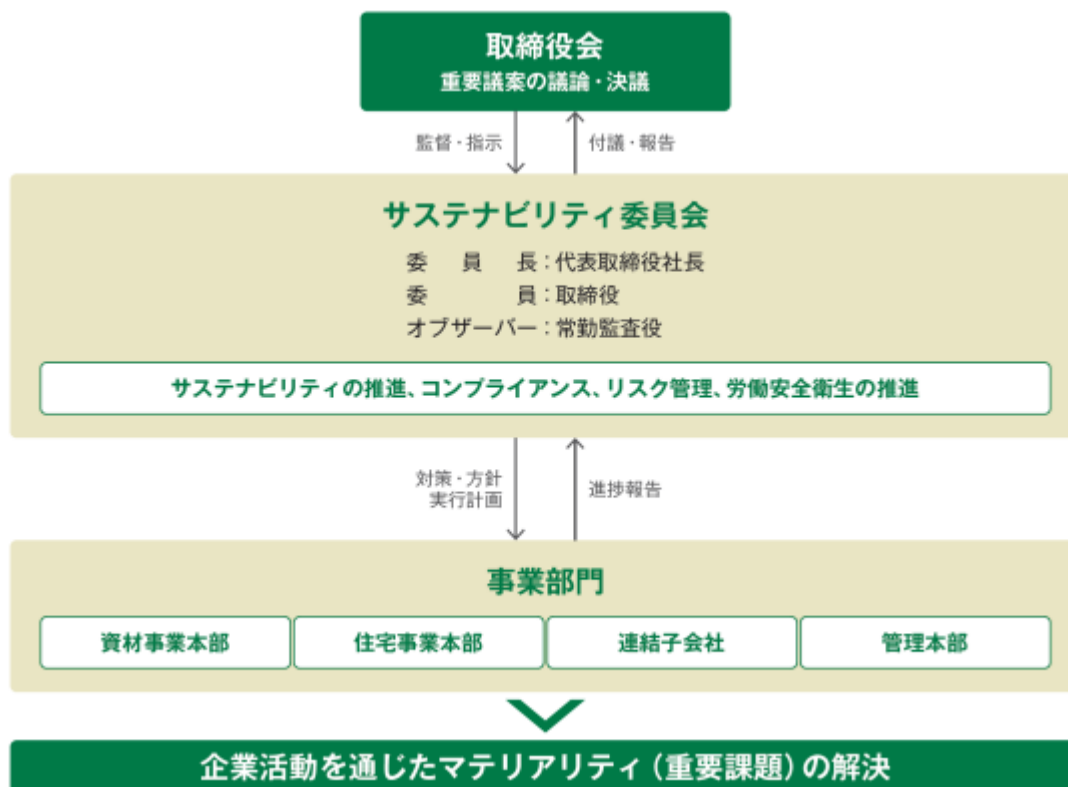 取締役会
重要議案の議論・決議
監督・指示
付議・報告
サステナビリティ委員会
委員長：代表取締役社長
委員：取締役
オブザーバー：常勤監査役
サステナビリティの推進、コンプライアンス、リスク管理、労働安全衛生の推進
対策・方針
実行計画
進捗報告
事業部門
資材事業本部
住宅事業本部
連結子会社
管理本部
企業活動を通じたマテリアリティ（重要課題）の解決